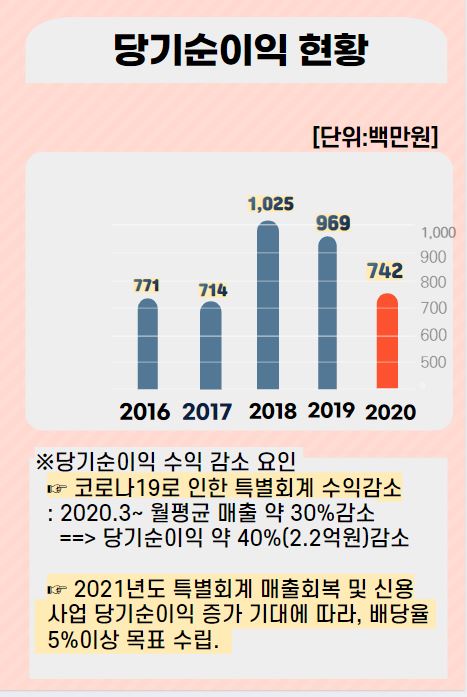 당기순이익 현황
[단위:백만원]
1,025
969
771
714
742
1,000
900
800
700
600
500
0
2016 2017 2018 2019 2020
※당기순이익 수익 감소 요인
☞ 코로나19로 인한 특별회계 수익감소
: 2020.3~ 월평균 매출 약 30%감소
==> 당기순이익 약 40%(2.2억원)감소
☞ 2021년도 특별회계 매출회복 및 신용
사업 당기순이익 증가 기대에 따라, 배당율
5%이상 목표 수립.